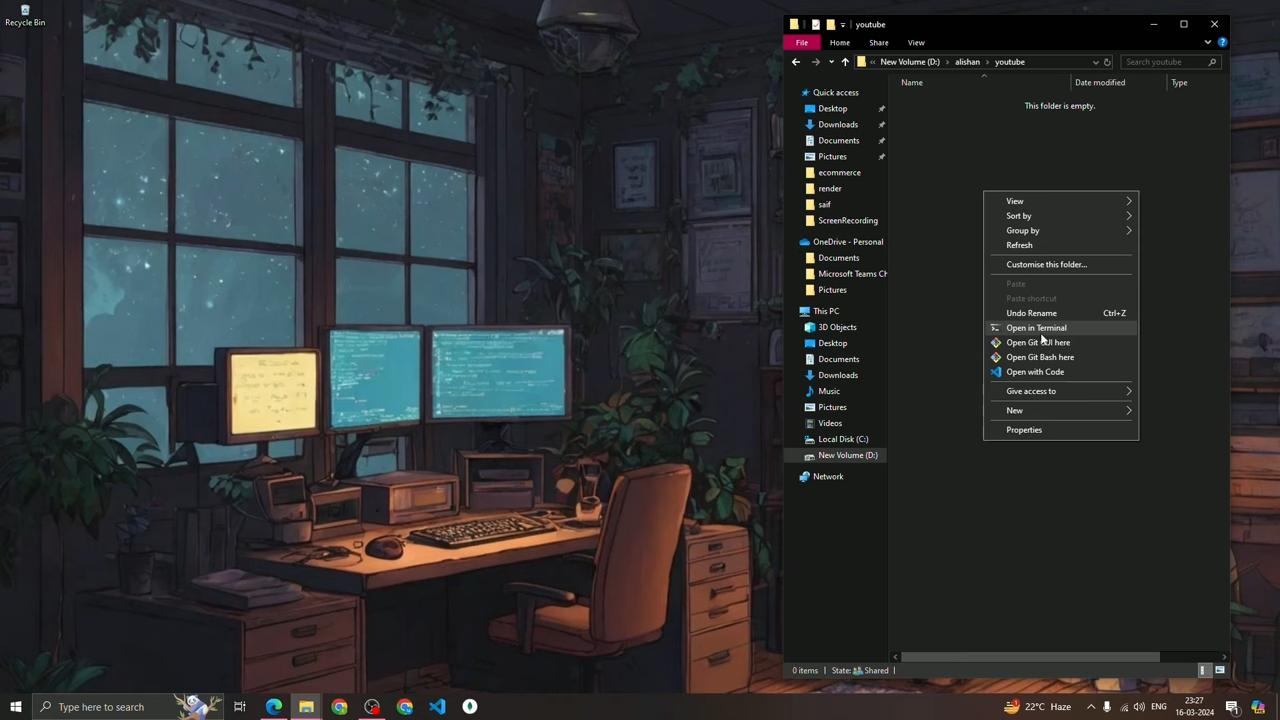 Recycle Bin
youtube
File
Home
Share
View
New Volume (D:)
alishan
youtube
Search youtube
Name
Date modified
Type
This folder is empty.
Quick access
Desktop
Downloads
Documents
Pictures
ecommerce
render
saif
ScreenRecording
OneDrive - Personal
Documents
Microsoft Teams Ch
Pictures
This PC
3D Objects
Desktop
Documents
Downloads
Music
Pictures
Videos
Local Disk (C:)
New Volume (D:)
Network
View
Sort by
Group by
Refresh
Customise this folder...
Paste
Paste shortcut
Undo Rename Ctrl+Z
Open in Terminal
Open Git GUI here
Open Git Bash here
Open with Code
Give access to
New
Properties
0 items
State: Shared
Type here to search
22°C Haze
ENG
23:27
16-03-2024